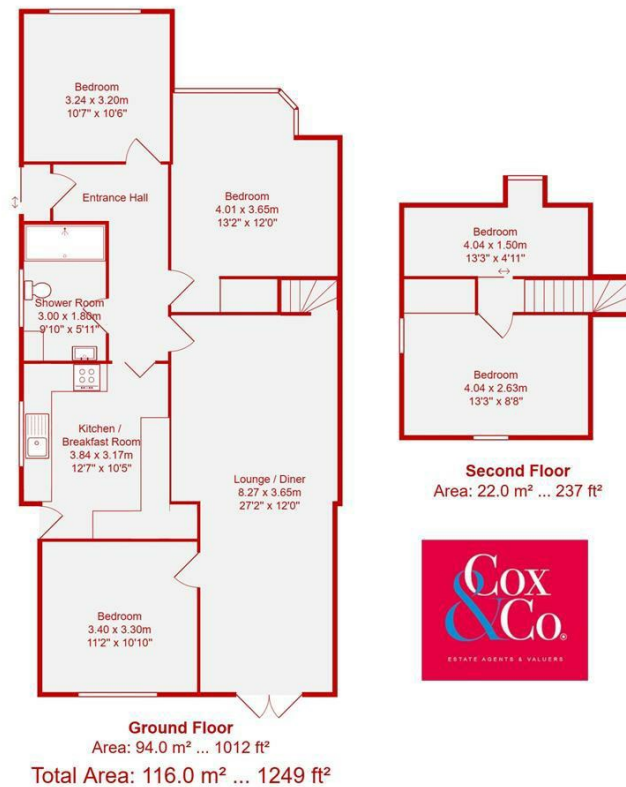 Bedroom
3.24 x 3.20m
10'7" x 10'6"
Entrance Hall
Bedroom
4.01 x 3.65m
13'2" x 12'0"
Shower Room
3.00 x 1.80m
9'10" x 5'11"
Kitchen /
Breakfast Room
3.84 x 3.17m
12'7" x 10'5"
Lounge / Diner
8.27 x 3.65m
27'2" x 12'0"
Bedroom
3.40 x 3.30m
11'2" x 10'10"
Ground Floor
Area: 94.0 m² ... 1012 ft²
Total Area: 116.0 m² ... 1249 ft²
Bedroom
4.04 x 1.50m
13'3" x 4'11"
Bedroom
4.04 x 2.63m
13'3" x 8'8"
Second Floor
Area: 22.0 m² ... 237 ft²
Cox
& Co.®
ESTATE AGENTS & VALUERS